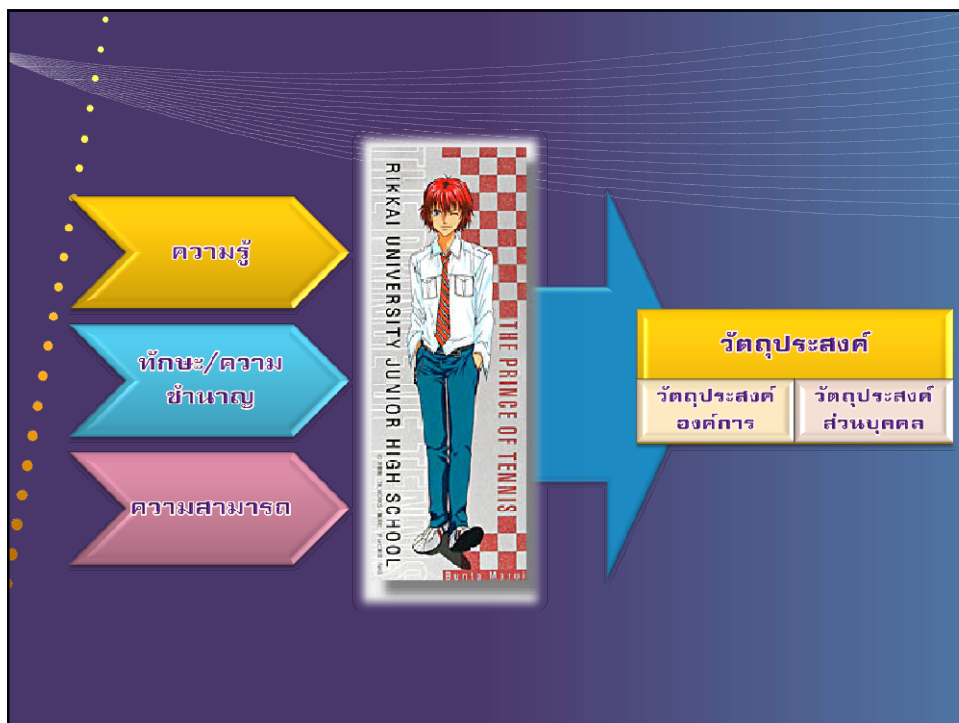 ความรู้
ทักษะ/ความ
ชำนาญ
ความสามารถ
RIKKAI UNIVERSITY JUNIOR HIGH SCHOOL
THE PRINCE OF TENNIS
Bunta Marui
วัตถุประสงค์
วัตถุประสงค์
องค์การ
วัตถุประสงค์
ส่วนบุคคล